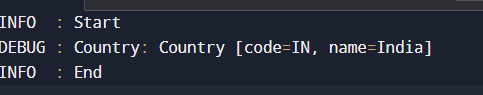 INFO  : Start
DEBUG : Country: Country [code=IN, name=India]
INFO  : End